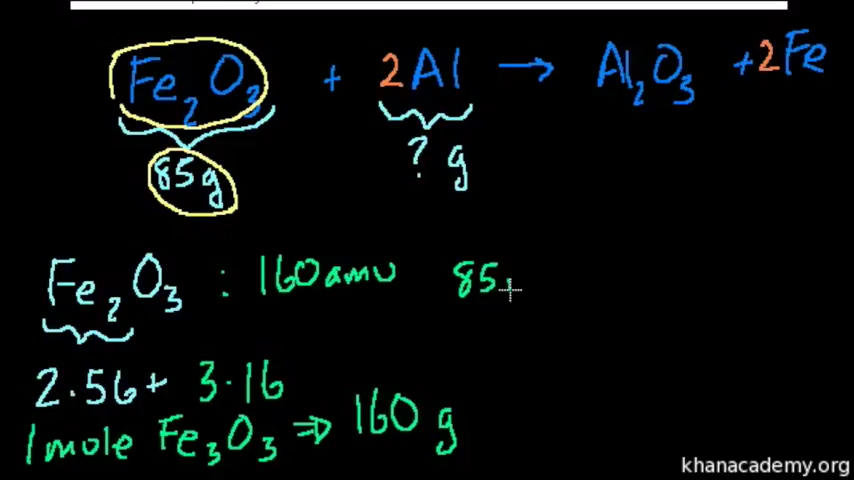 Fe₂O₃ + 2Al → Al₂O₃ + 2Fe
85g ? g
Fe₂O₃ : 160amu 85
2.56+ 3·16
1mole Fe₃O₃ ⇒ 160 g
khanacademy.org